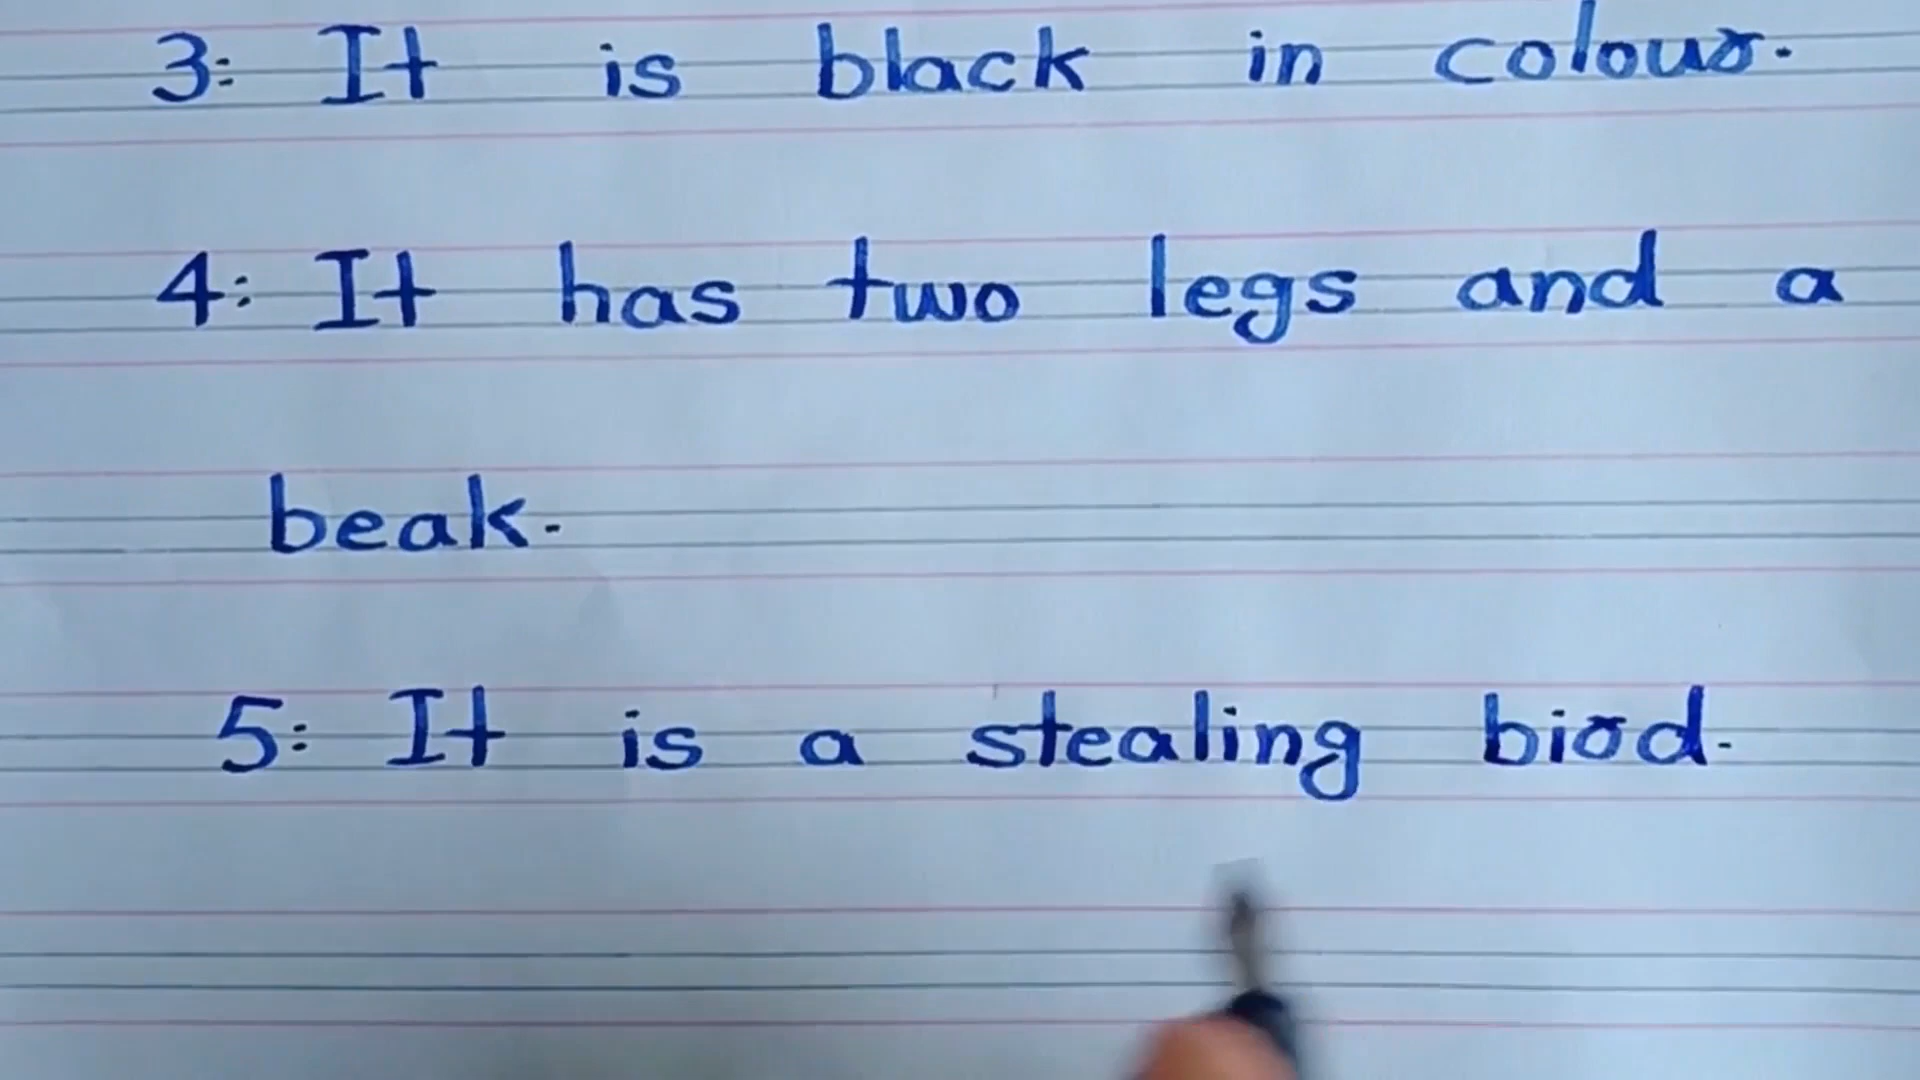 3: It is black in colour.
4: It has two legs and a
beak.
5: It is a stealing bird.